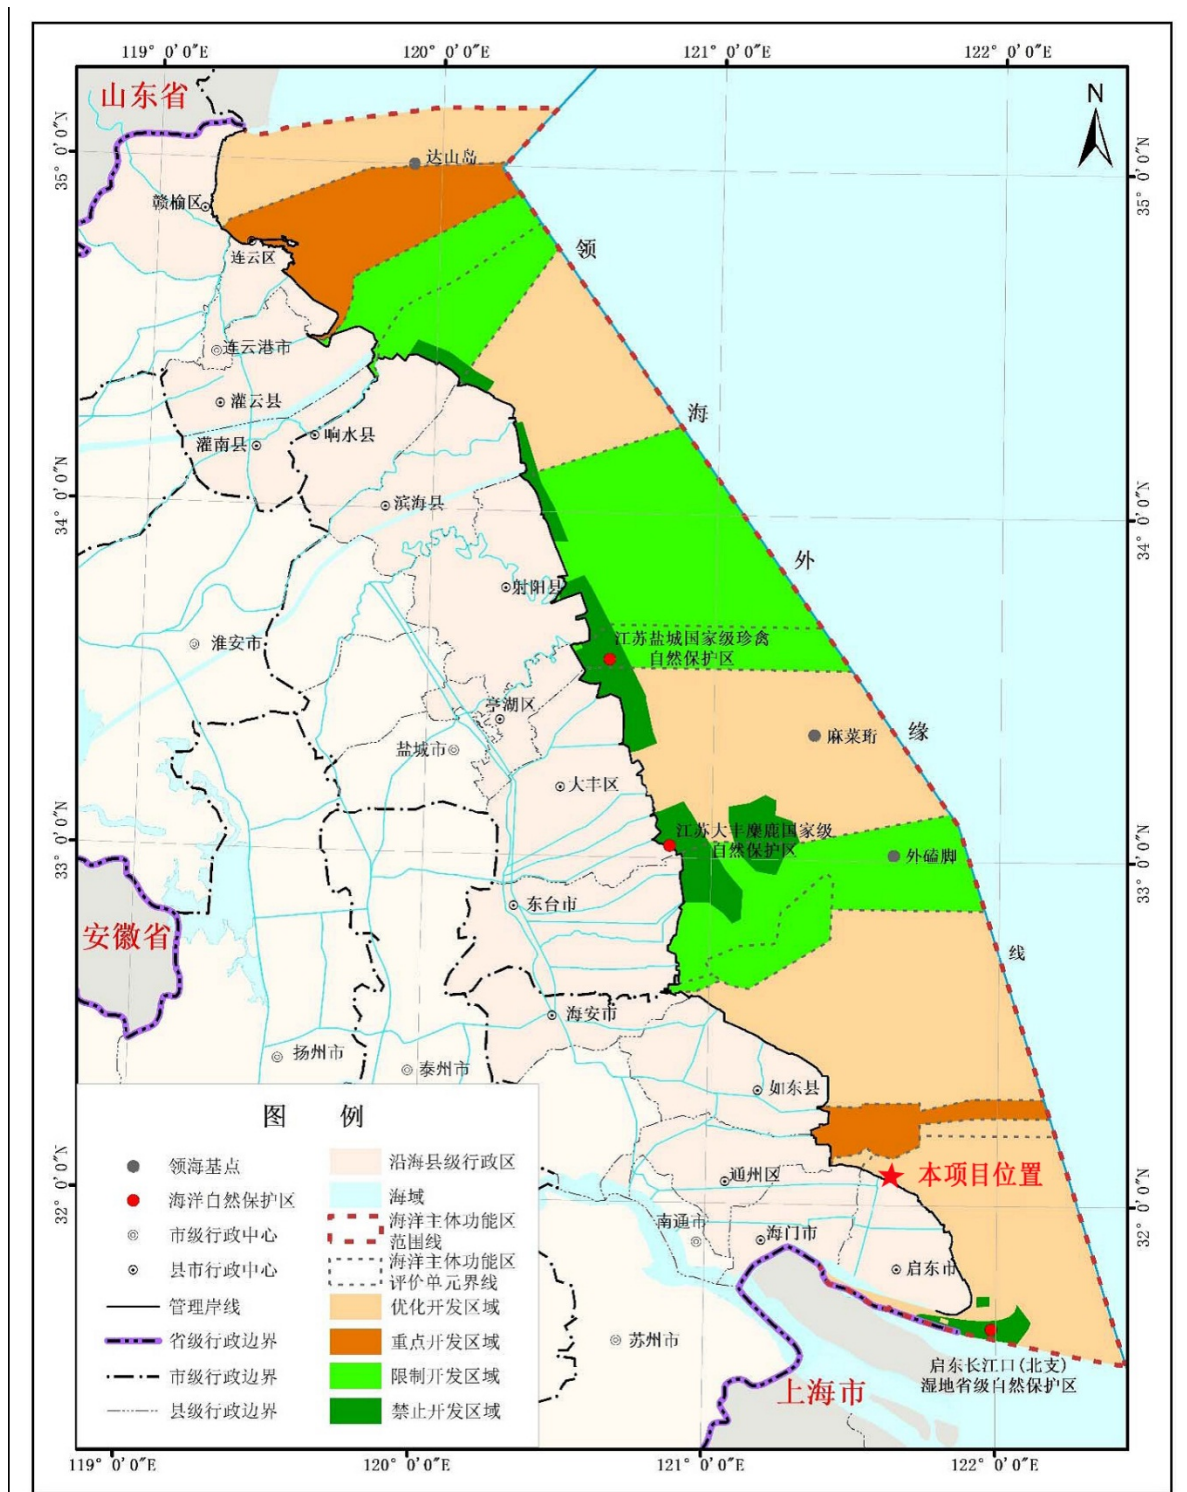 119° 0′ 0″E
120° 0′ 0″E
121° 0′ 0″E
122° 0′ 0″E
N
山东省
35° 0′ 0″N
35° 0′ 0″N
达山岛
赣榆区
连云区
领
连云港市
灌云县
海
灌南县
响水县
34° 0′ 0″N
34° 0′ 0″N
滨海县
外
射阳县
淮安市
江苏盐城国家级珍禽
自然保护区
亭湖区
缘
麻菜珩
盐城市
大丰区
33° 0′ 0″N
33° 0′ 0″N
江苏大丰麋鹿国家级
自然保护区
外磕脚
东台市
安徽省
线
海安市
扬州市
泰州市
如东县
图 例
领海基点
海洋自然保护区
市级行政中心
县市行政中心
管理岸线
省级行政边界
市级行政边界
县级行政边界
沿海县级行政区
海域
海洋主体功能区
范围线
海洋主体功能区
评价单元界线
优化开发区域
重点开发区域
限制开发区域
禁止开发区域
32° 0′ 0″N
32° 0′ 0″N
通州区
本项目位置
南通市
海门市
启东市
苏州市
启东长江口(北支)
湿地省级自然保护区
上海市
119° 0′ 0″E
120° 0′ 0″E
121° 0′ 0″E
122° 0′ 0″E